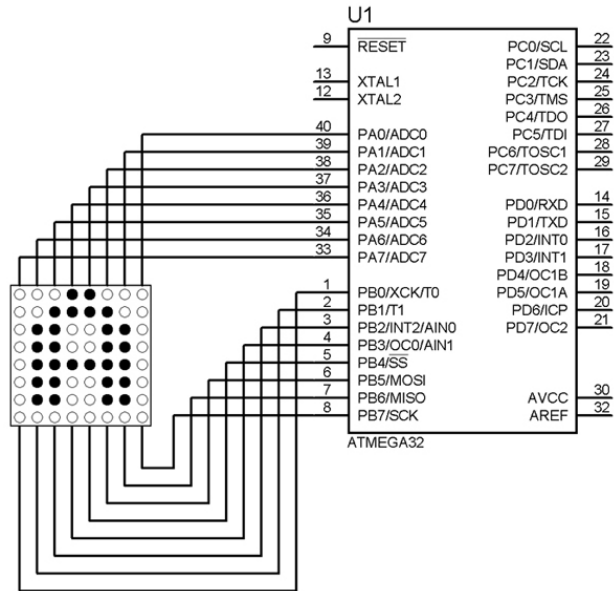 U1
9 RESET
13 XTAL1
12 XTAL2
40 PA0/ADC0
39 PA1/ADC1
38 PA2/ADC2
37 PA3/ADC3
36 PA4/ADC4
35 PA5/ADC5
34 PA6/ADC6
33 PA7/ADC7
1 PB0/XCK/T0
2 PB1/T1
3 PB2/INT2/AIN0
4 PB3/OC0/AIN1
5 PB4/SS
6 PB5/MOSI
7 PB6/MISO
8 PB7/SCK
PC0/SCL 22
PC1/SDA 23
PC2/TCK 24
PC3/TMS 25
PC4/TDO 26
PC5/TDI 27
PC6/TOSC1 28
PC7/TOSC2 29
PD0/RXD 14
PD1/TXD 15
PD2/INT0 16
PD3/INT1 17
PD4/OC1B 18
PD5/OC1A 19
PD6/ICP 20
PD7/OC2 21
AVCC 30
AREF 32
ATMEGA32